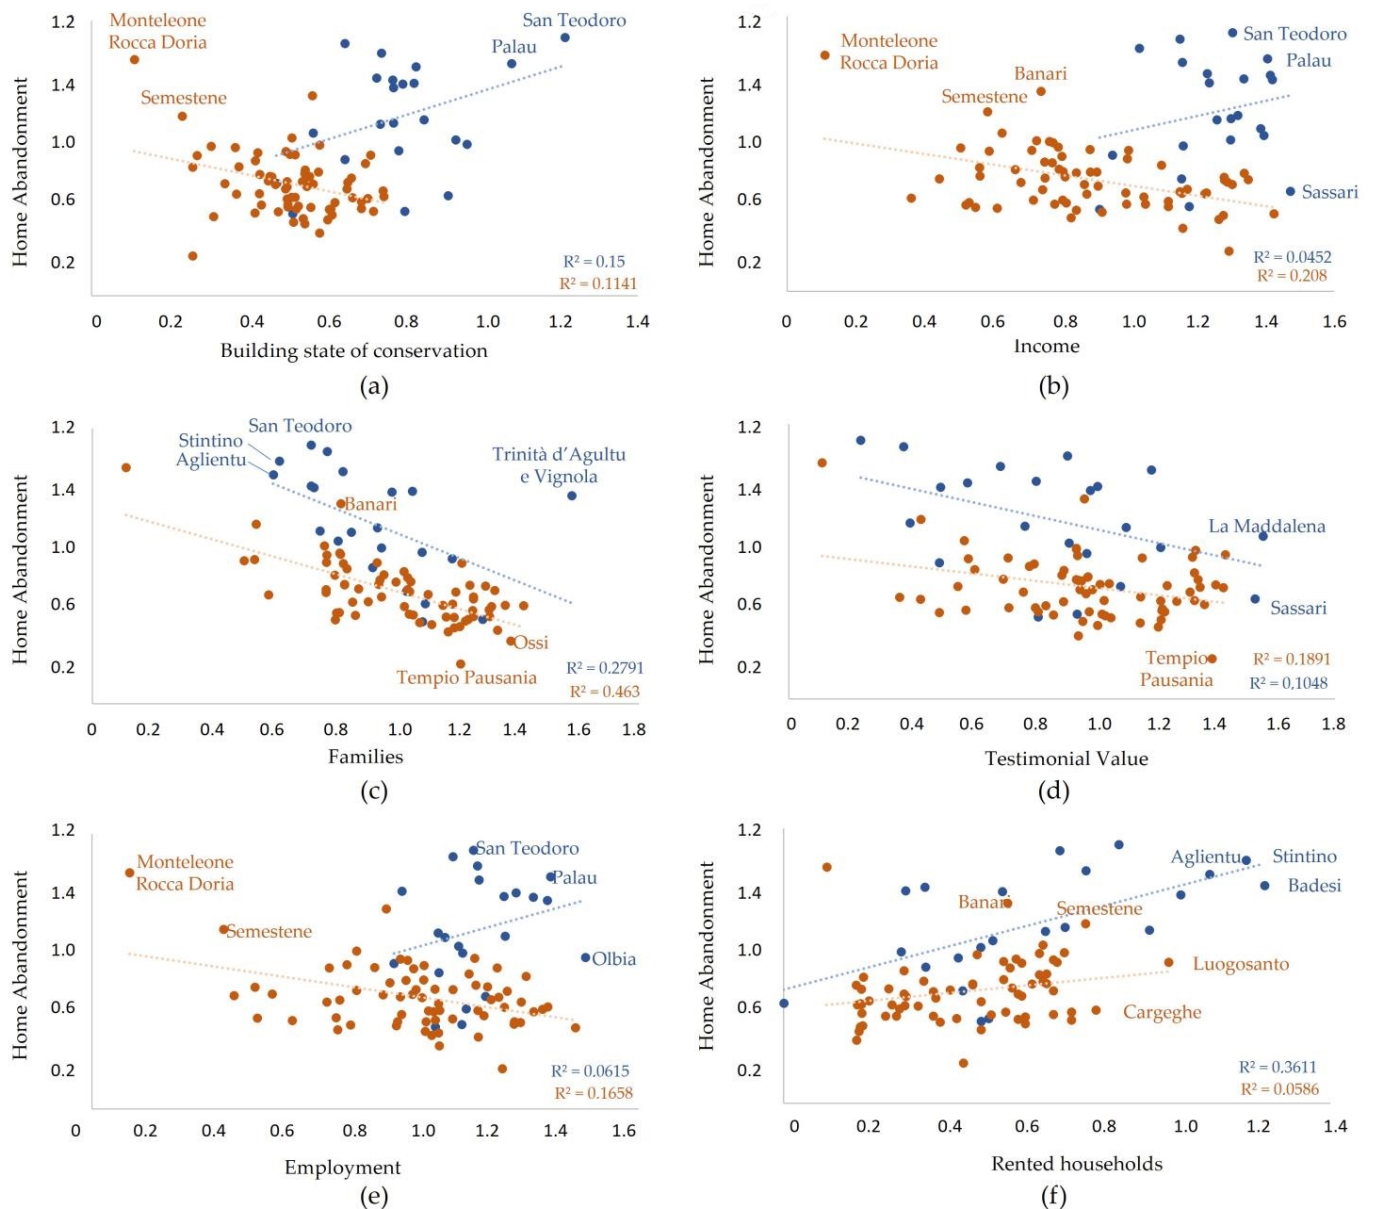 1.2
1.4
1.0
0.6
0.2
Home Abandonment
Monteleone
Rocca Doria
Semestene
San Teodoro
Palau
R² = 0.15
R² = 0.1141
0 0.2 0.4 0.6 0.8 1.0 1.2 1.4
Building state of conservation
(a)
1.2
1.4
1.0
0.6
0.2
Home Abandonment
Monteleone
Rocca Doria
Banari
Semestene
San Teodoro
Palau
Sassari
R² = 0.0452
R² = 0.208
0 0.2 0.4 0.6 0.8 1.0 1.2 1.4 1.6
Income
(b)
1.2
1.4
1.0
0.6
0.2
Home Abandonment
San Teodoro
Stintino
Aglientu
Trinità d’Agultu
e Vignola
Banari
Ossi
Tempio Pausania
R² = 0.2791
R² = 0.463
0 0.2 0.4 0.6 0.8 1.0 1.2 1.4 1.6 1.8
Families
(c)
1.2
1.4
1.0
0.6
0.2
Home Abandonment
La Maddalena
Sassari
Tempio
Pausania
R² = 0.1891
R² = 0,1048
0 0.2 0.4 0.6 0.8 1.0 1.2 1.4 1.6 1.8
Testimonial Value
(d)
1.2
1.4
1.0
0.6
0.2
Home Abandonment
Monteleone
Rocca Doria
Semestene
San Teodoro
Palau
Olbia
R² = 0.0615
R² = 0.1658
0 0.2 0.4 0.6 0.8 1.0 1.2 1.4 1.6
Employment
(e)
1.2
1.4
1.0
0.6
0.2
Home Abandonment
Aglientu
Stintino
Badesi
Banari
Semestene
Luogosanto
Cargeghe
R² = 0.3611
R² = 0.0586
0 0.2 0.4 0.6 0.8 1.0 1.2 1.4
Rented households
(f)